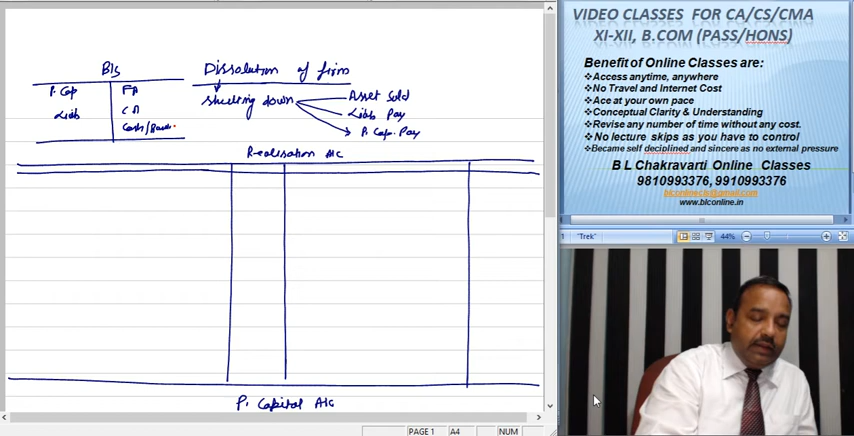 B/s
P. Cap
FA
Liab
CA
Cash/Bank
Dissolution of firm
Shutting down
Asset Sold
Liab Pay
P. Cap. Pay
Realisation A/c
P. Capital A/c
PAGE 1 A4 NUM
VIDEO CLASSES FOR CA/CS/CMA
XI-XII, B.COM (PASS/HONS)
Benefit of Online Classes are:
❖Access anytime, anywhere
❖No Travel and Internet Cost
❖Ace at your own pace
❖Conceptual Clarity & Understanding
❖Revise any number of time without any cost.
❖No lecture skips as you have to control
❖Became self deciplined and sincere as no external pressure
B L Chakravarti Online Classes
9810993376, 9910993376
blconlinecls@gmail.com
www.blconline.in
1 "Trek" 44%